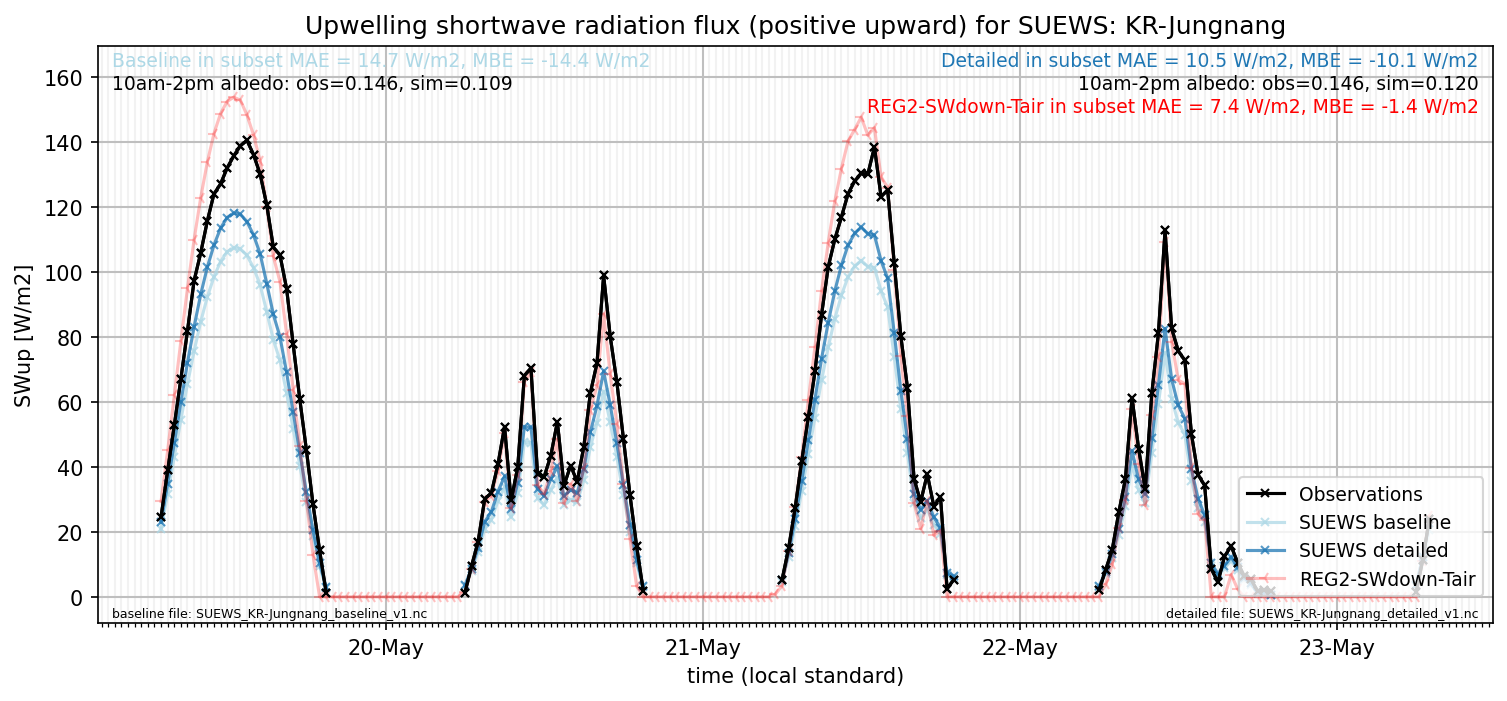 Upwelling shortwave radiation flux (positive upward) for SUEWS: KR-Jungnang
Baseline in subset MAE = 14.7 W/m2, MBE = -14.4 W/m2
10am-2pm albedo: obs=0.146, sim=0.109
Detailed in subset MAE = 10.5 W/m2, MBE = -10.1 W/m2
10am-2pm albedo: obs=0.146, sim=0.120
REG2-SWdown-Tair in subset MAE = 7.4 W/m2, MBE = -1.4 W/m2
SWup [W/m2]
160
140
120
100
80
60
40
20
0
Observations
SUEWS baseline
SUEWS detailed
REG2-SWdown-Tair
baseline file: SUEWS_KR-Jungnang_baseline_v1.nc
detailed file: SUEWS_KR-Jungnang_detailed_v1.nc
20-May
21-May
22-May
23-May
time (local standard)